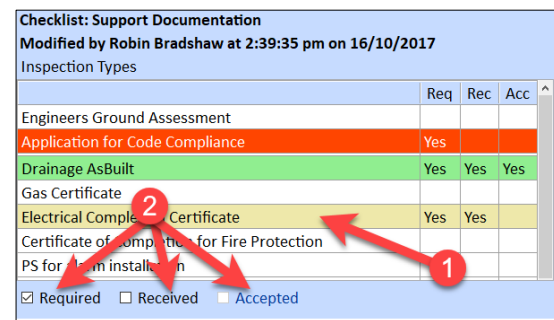 Checklist: Support Documentation
Modified by Robin Bradshaw at 2:39:35 pm on 16/10/2017
Inspection Types
Req Rec Acc
Engineers Ground Assessment
Application for Code Compliance Yes
Drainage AsBuilt Yes Yes Yes
Gas Certificate
Electrical Comple Certificate Yes Yes
Certificate of completion for Fire Protection
PS for alarm installation
Required Received Accepted
2
1